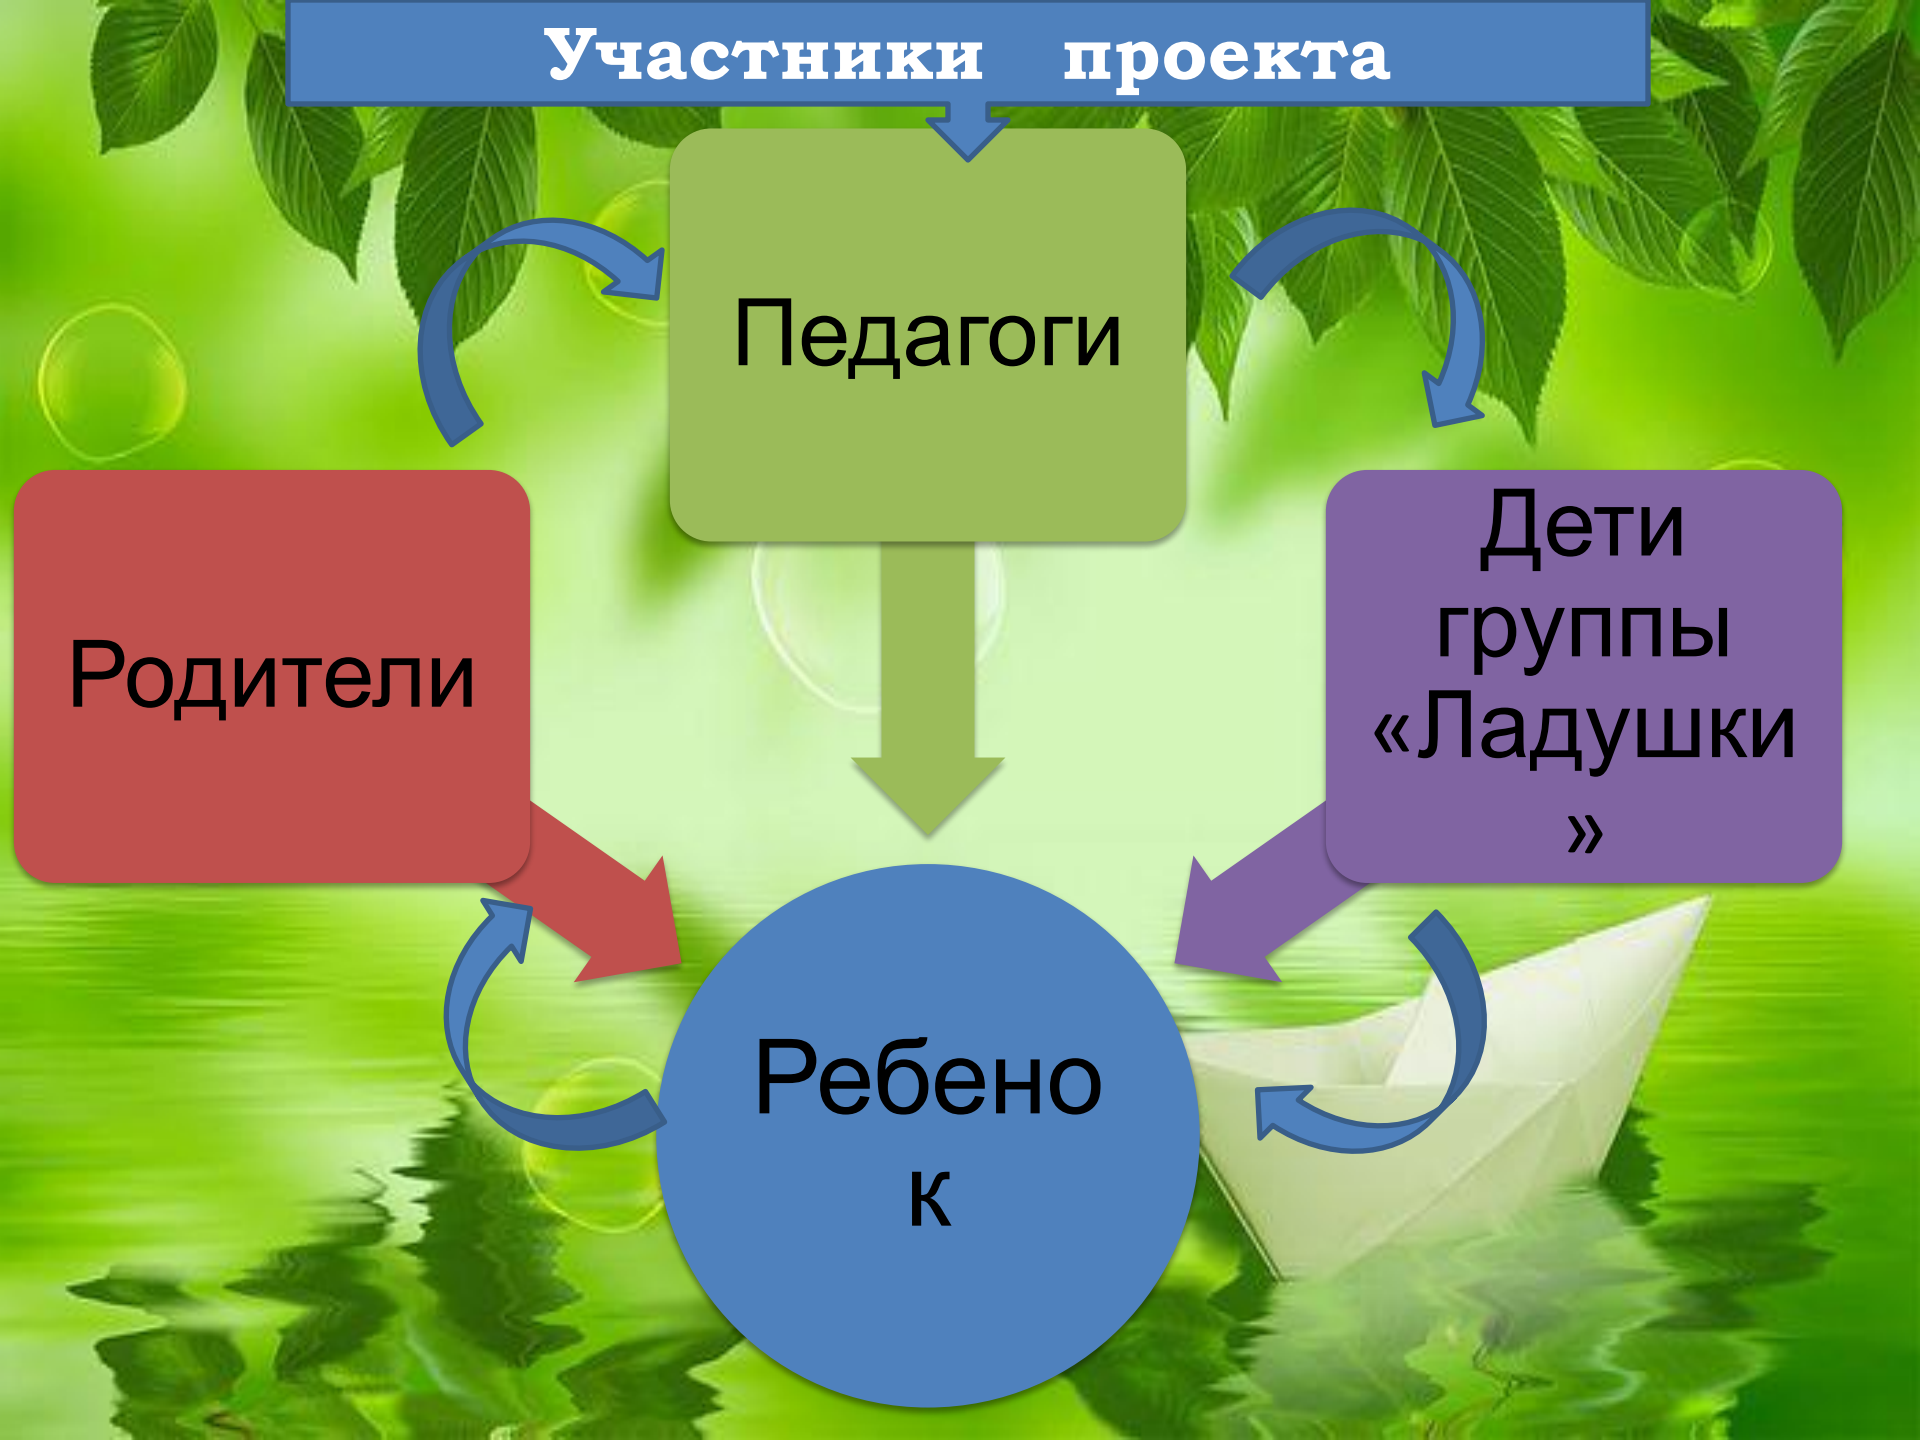 Участники проекта
Педагоги
Родители
Дети
группы
«Ладушки
»
Ребено
к